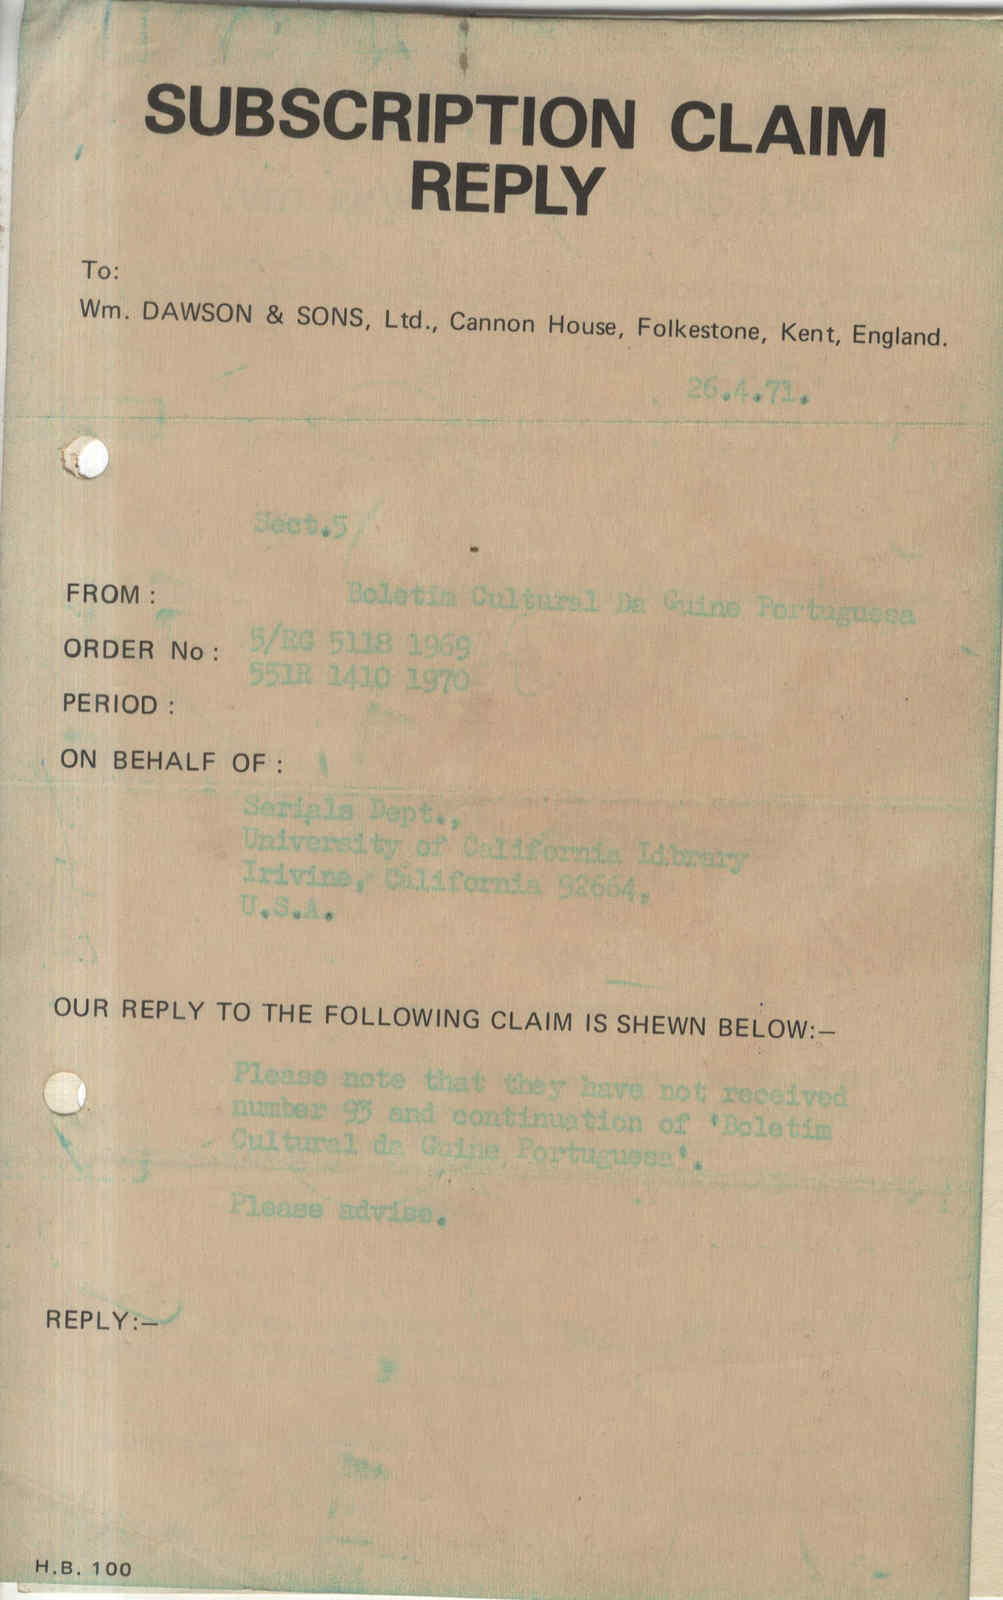 SUBSCRIPTION CLAIM
REPLY
To:
Wm. DAWSON & SONS, Ltd., Cannon House, Folkestone, Kent, England.
26.4.71.
Sect.5
FROM : Boletim Cultural Da Guine Portuguesa
ORDER No : 5/RG 5118 1969
551R 1410 1970
PERIOD :
ON BEHALF OF :
Serials Dept.,
University of California Library
Irivine, California 92664.
U.S.A.
OUR REPLY TO THE FOLLOWING CLAIM IS SHEWN BELOW:—
Please note that they have not received
number 93 and continuation of 'Boletim
Cultural da Guine Portuguesa'.
Please advise.
REPLY:—
H.B. 100